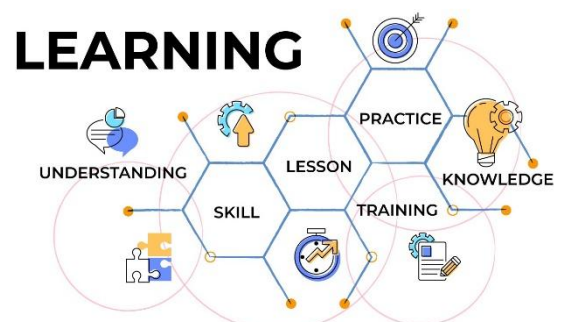 LEARNING
PRACTICE
UNDERSTANDING
LESSON
KNOWLEDGE
SKILL
TRAINING